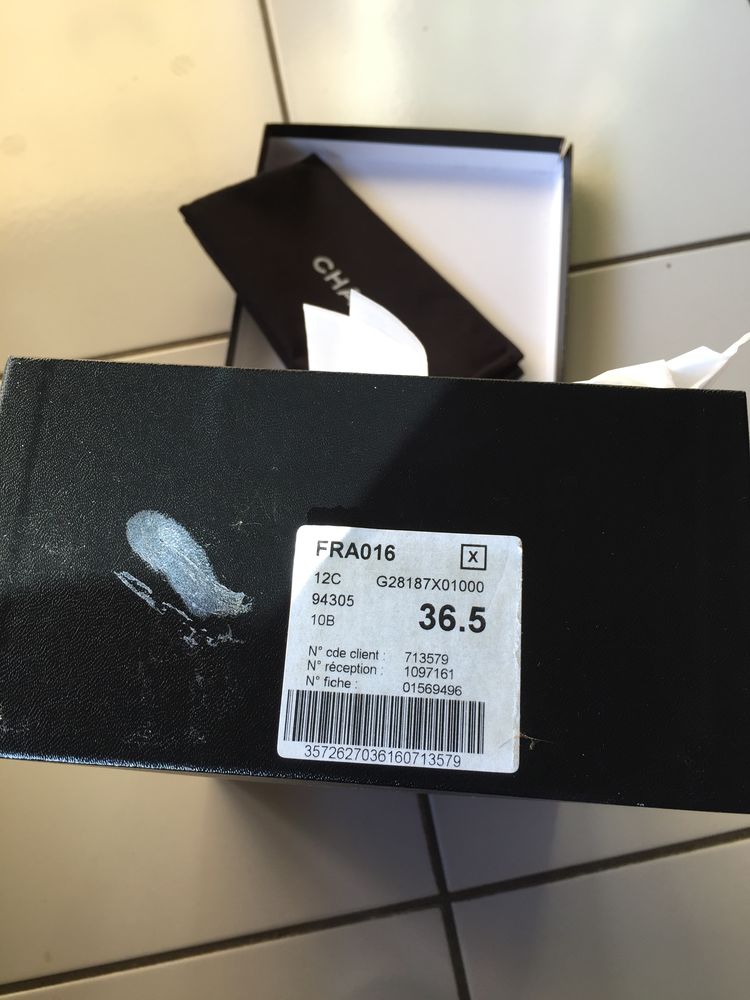 CHA
FRA016 X
12C G28187X01000
94305
10B 36.5
N° cde client : 713579
N° réception : 1097161
N° fiche : 01569496
3572627036160713579